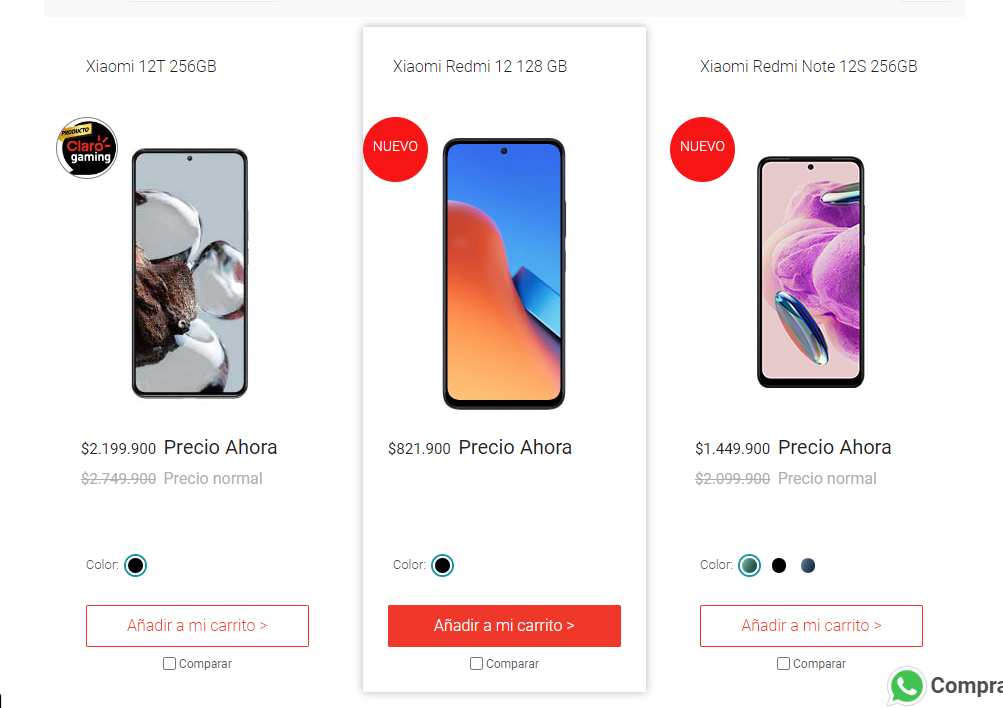 Xiaomi 12T 256GB
PRODUCTO
Claro
gaming
$2.199.900 Precio Ahora
$2.749.900 Precio normal
Color:
Añadir a mi carrito >
Comparar
Xiaomi Redmi 12 128 GB
NUEVO
$821.900 Precio Ahora
Color:
Añadir a mi carrito >
Comparar
Xiaomi Redmi Note 12S 256GB
NUEVO
$1.449.900 Precio Ahora
$2.099.900 Precio normal
Color:
Añadir a mi carrito >
Comparar
Compra